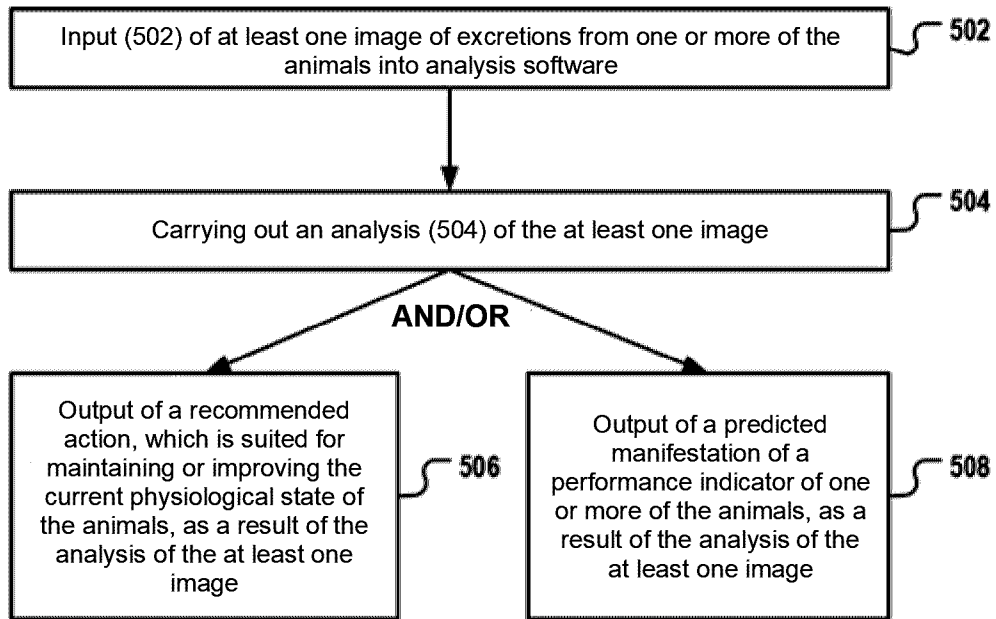 Input (502) of at least one image of excretions from one or more of the
animals into analysis software
502
Carrying out an analysis (504) of the at least one image
504
AND/OR
Output of a recommended
action, which is suited for
maintaining or improving the
current physiological state of
the animals, as a result of the
analysis of the at least one
image
506
Output of a predicted
manifestation of a
performance indicator of one
or more of the animals, as a
result of the analysis of the
at least one image
508